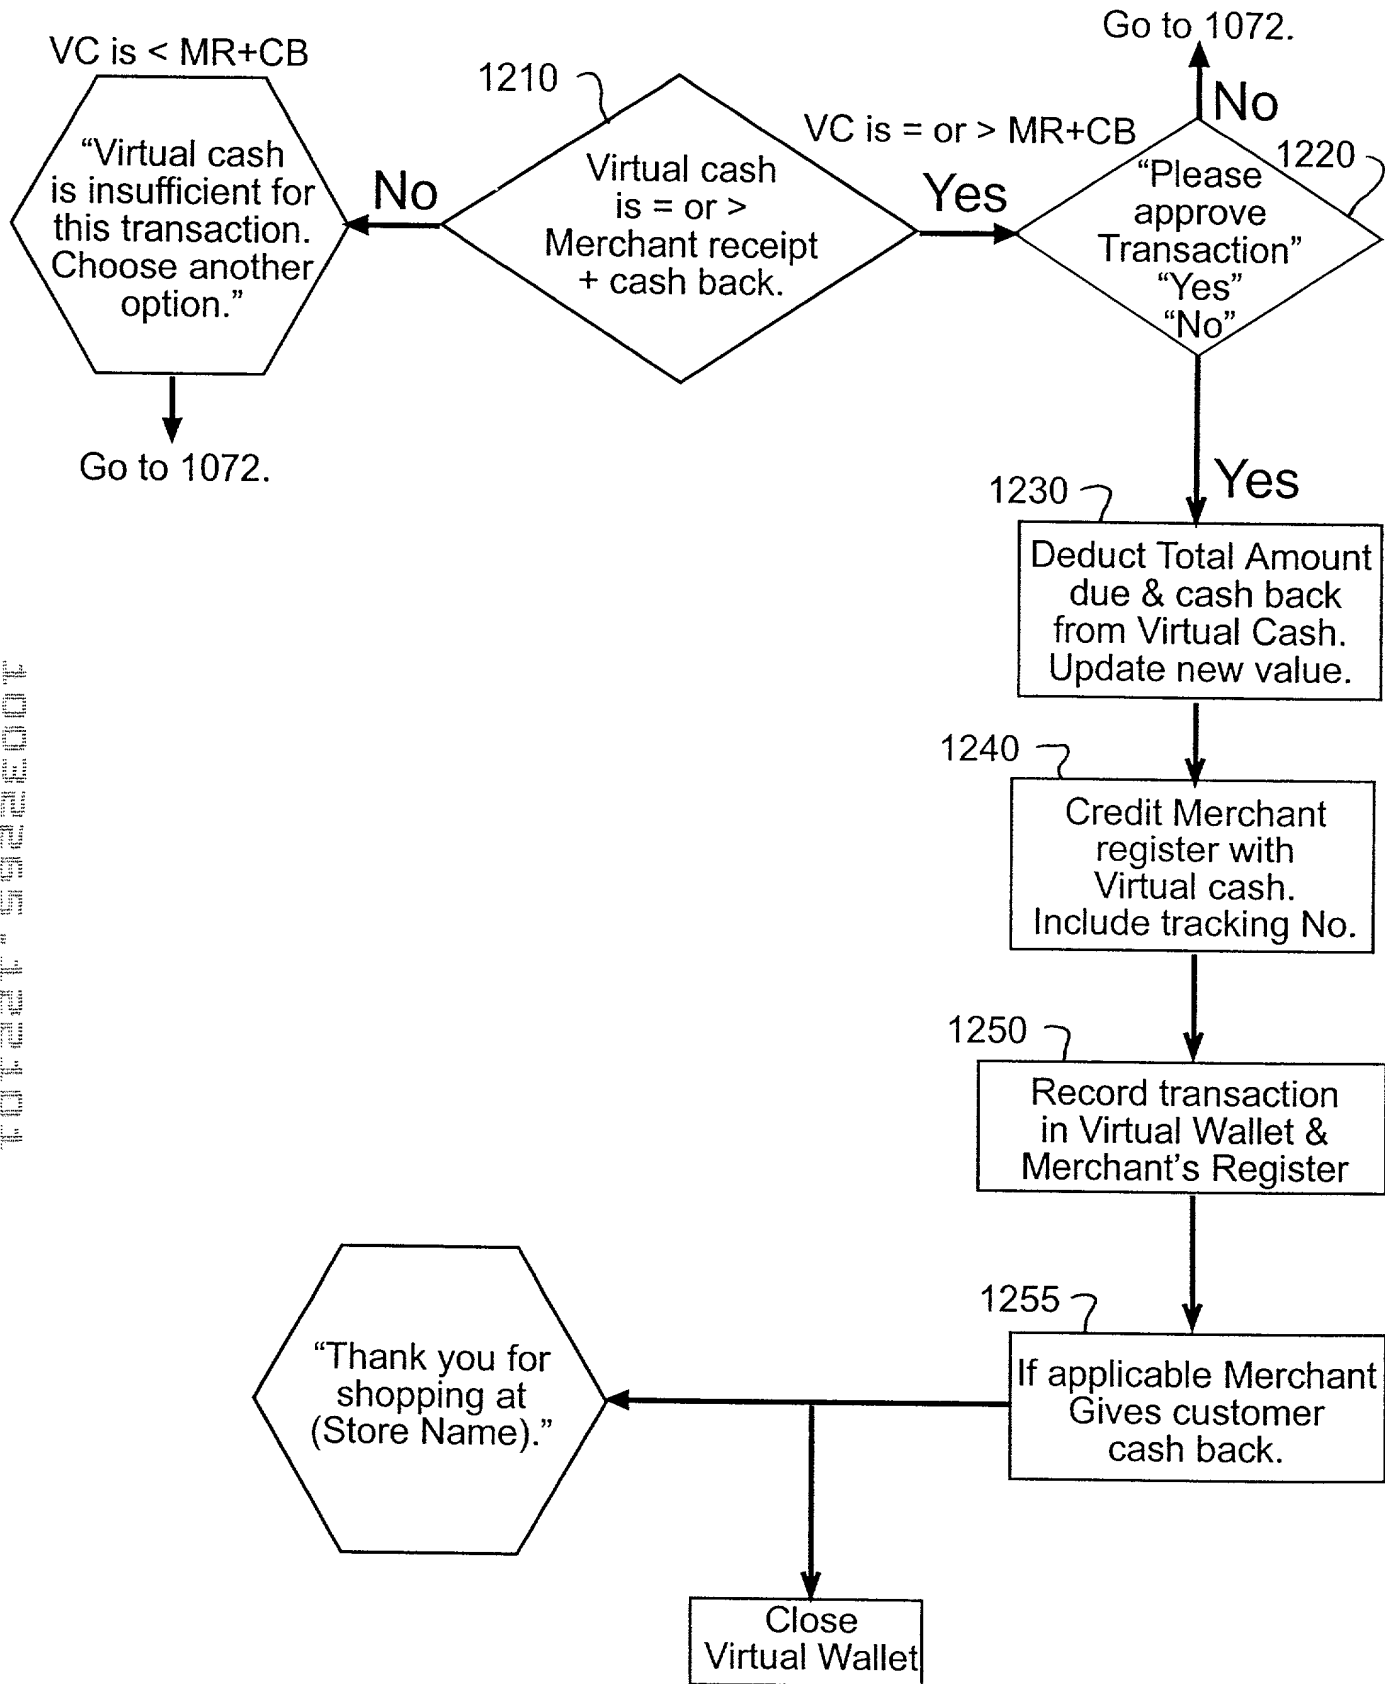 Go to 1072.
VC is < MR+CB
1210
No
VC is = or > MR+CB
1220
“Virtual cash
is insufficient for
this transaction.
Choose another
option.”
No
Virtual cash
is = or >
Merchant receipt
+ cash back.
Yes
“Please
approve
Transaction”
“Yes”
“No”
Go to 1072.
Yes
1230
Deduct Total Amount
due & cash back
from Virtual Cash.
Update new value.
1240
Credit Merchant
register with
Virtual cash.
Include tracking No.
1250
Record transaction
in Virtual Wallet &
Merchant’s Register
1255
If applicable Merchant
Gives customer
cash back.
“Thank you for
shopping at
(Store Name).”
Close
Virtual Wallet